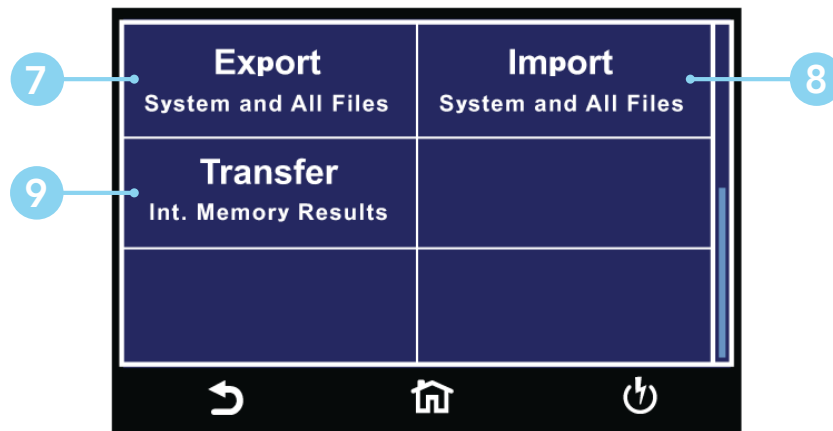 7
Export
System and All Files
Import
System and All Files
8
9
Transfer
Int. Memory Results